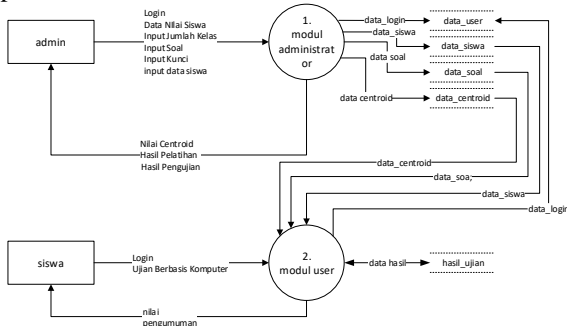 admin
Login
Data Nilai Siswa
Input Jumlah Kelas
Input Soal
Input Kunci
input data siswa
1.
modul
administrat
or
data_login
data_siswa
data soal
data centroid
data_user
data_siswa
data_soal
data_centroid
Nilai Centroid
Hasil Pelatihan
Hasil Pengujian
data_centroid
data_soa;
data_siswa
data_login
siswa
Login
Ujian Berbasis Komputer
2.
modul user
data hasil
hasil_ujian
nilai
pengumuman